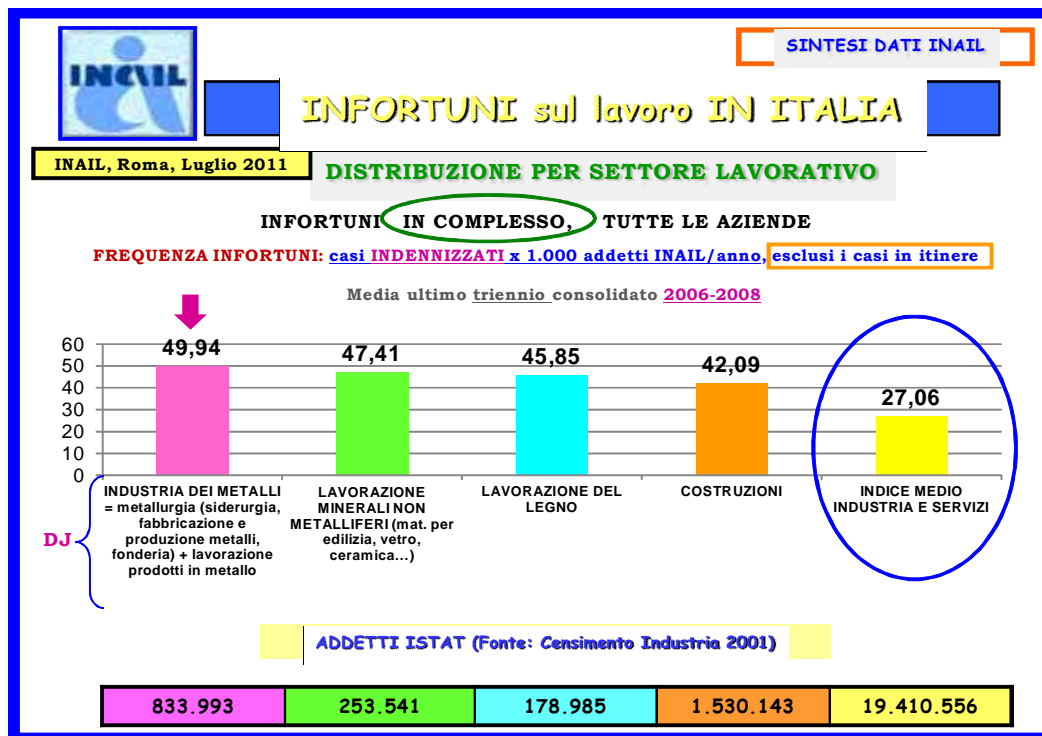 SINTESI DATI INAIL
INAIL
INFORTUNI sul lavoro IN ITALIA
INAIL, Roma, Luglio 2011
DISTRIBUZIONE PER SETTORE LAVORATIVO
INFORTUNI IN COMPLESSO, TUTTE LE AZIENDE
FREQUENZA INFORTUNI: casi INDENNIZZATI x 1.000 addetti INAIL/anno, esclusi i casi in itinere
Media ultimo triennio consolidato 2006-2008
60
50
40
30
20
10
0
49,94
47,41
45,85
42,09
27,06
DJ
INDUSTRIA DEI METALLI
= metallurgia (siderurgia,
fabbricazione e
produzione metalli,
fonderia) + lavorazione
prodotti in metallo
LAVORAZIONE
MINERALI NON
METALLIFERI (mat. per
edilizia, vetro,
ceramica...)
LAVORAZIONE DEL
LEGNO
COSTRUZIONI
INDICE MEDIO
INDUSTRIA E SERVIZI
ADDETTI ISTAT (Fonte: Censimento Industria 2001)
833.993 253.541 178.985 1.530.143 19.410.556